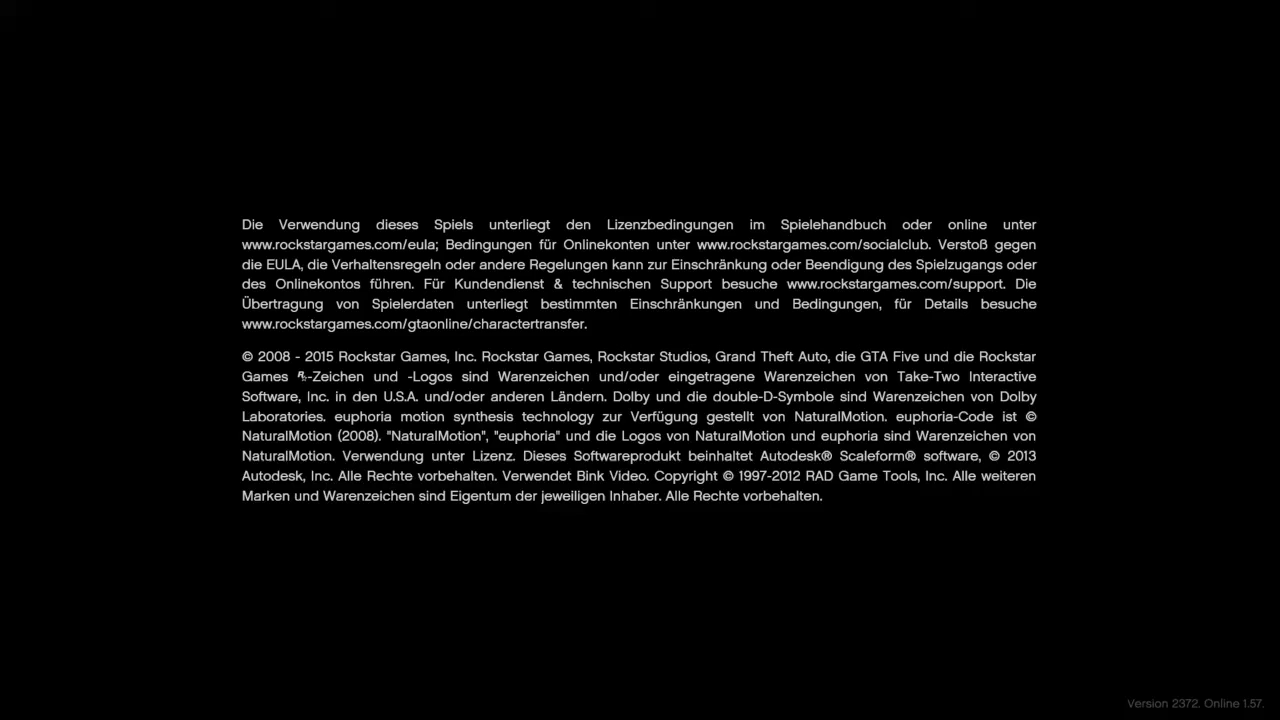 Die Verwendung dieses Spiels unterliegt den Lizenzbedingungen im Spielehandbuch oder online unter
www.rockstargames.com/eula; Bedingungen für Onlinekonten unter www.rockstargames.com/socialclub. Verstoß gegen
die EULA, die Verhaltensregeln oder andere Regelungen kann zur Einschränkung oder Beendigung des Spielzugangs oder
des Onlinekontos führen. Für Kundendienst & technischen Support besuche www.rockstargames.com/support. Die
Übertragung von Spielerdaten unterliegt bestimmten Einschränkungen und Bedingungen, für Details besuche
www.rockstargames.com/gtaonline/charactertransfer.
© 2008 - 2015 Rockstar Games, Inc. Rockstar Games, Rockstar Studios, Grand Theft Auto, die GTA Five und die Rockstar
Games R*-Zeichen und -Logos sind Warenzeichen und/oder eingetragene Warenzeichen von Take-Two Interactive
Software, Inc. in den U.S.A. und/oder anderen Ländern. Dolby und die double-D-Symbole sind Warenzeichen von Dolby
Laboratories. euphoria motion synthesis technology zur Verfügung gestellt von NaturalMotion. euphoria-Code ist ©
NaturalMotion (2008). "NaturalMotion", "euphoria" und die Logos von NaturalMotion und euphoria sind Warenzeichen von
NaturalMotion. Verwendung unter Lizenz. Dieses Softwareprodukt beinhaltet Autodesk® Scaleform® software, © 2013
Autodesk, Inc. Alle Rechte vorbehalten. Verwendet Bink Video. Copyright © 1997-2012 RAD Game Tools, Inc. Alle weiteren
Marken und Warenzeichen sind Eigentum der jeweiligen Inhaber. Alle Rechte vorbehalten.
Version 2372. Online 1.57.